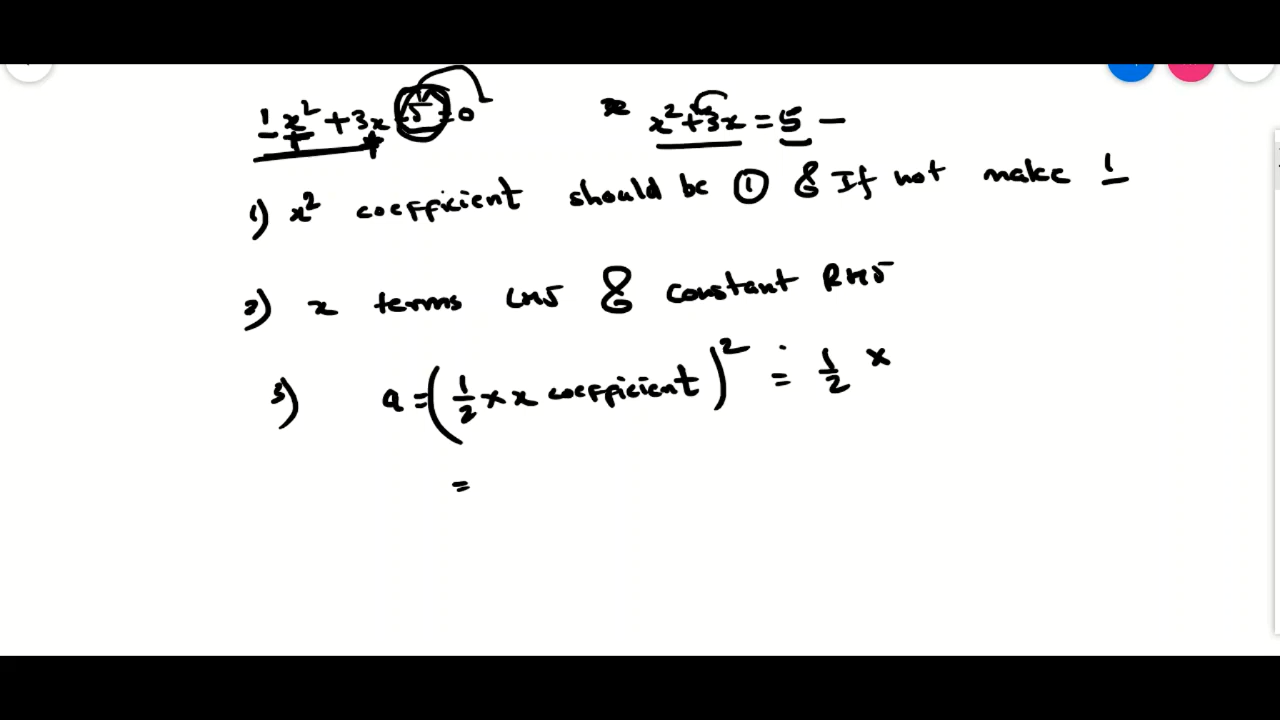 1x² + 3x - 5 = 0 x² + 3x = 5 -
1) x² coefficient should be ① & If not make 1
2) x terms LHS & constant RHS
3) a = (1/2 × x coefficient)² = 1/2 ×
=